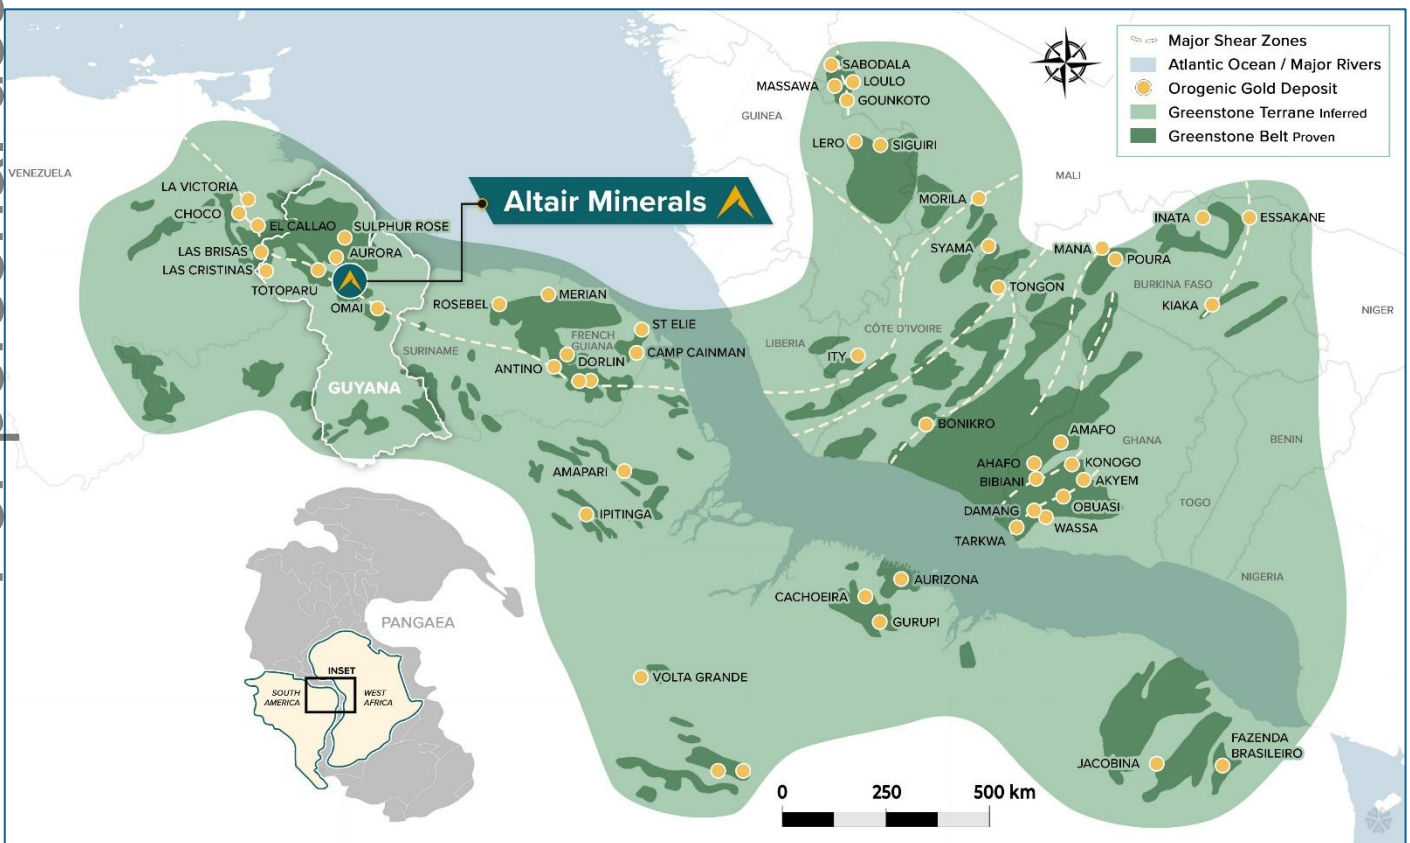 Major Shear Zones
Atlantic Ocean / Major Rivers
Orogenic Gold Deposit
Greenstone Terrane Inferred
Greenstone Belt Proven
SABODALA
MASSAWA
LOULO
GOUNKOTO
GUINEA
LERO
SIGUIRI
MALI
VENEZUELA
LA VICTORIA
CHOCO
EL CALLAO
SULPHUR ROSE
LAS BRISAS
AURORA
LAS CRISTINAS
TOTOPARU
OMAI
Altair Minerals
MORILA
SYAMA
TONGON
INATA
ESSAKANE
MANA
POURA
BURKINA FASO
KIAKA
NIGER
ROSEBEL
MERIAN
ST ELIE
FRENCH
GUIANA
CAMP CAINMAN
DORLIN
ANTINO
SURINAME
GUYANA
LIBERIA
CÔTE D'IVOIRE
ITY
BONIKRO
AMAFO
GHANA
BENIN
AHAFO
KONOGO
BIBIANI
AKYEM
OBUASI
DAMANG
WASSA
TARKWA
TOGO
NIGERIA
AMAPARI
IPITINGA
AURIZONA
CACHOEIRA
GURUPI
VOLTA GRANDE
PANGAEA
INSET
SOUTH
AMERICA
WEST
AFRICA
JACOBINA
FAZENDA
BRASILEIRO
0 250 500 km